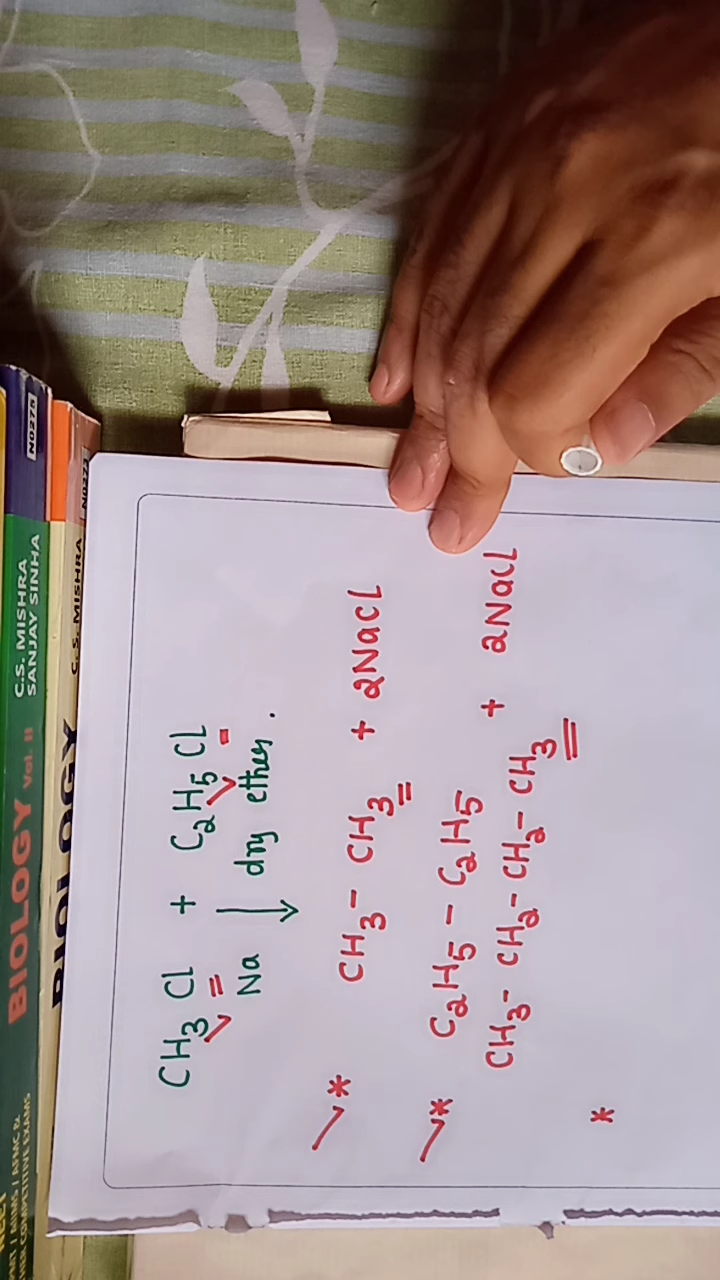 CH3 Cl + C2H5 Cl
Na ↓ dry ether.
* CH3 - CH3 + 2NaCl
* C2H5 - C2H5
CH3 - CH2 - CH2 - CH3 + 2NaCl
*
BIOLOGY Vol. II C.S. MISHRA
SANJAY SINHA
N0275
BIOLOGY C. S. MISHRA